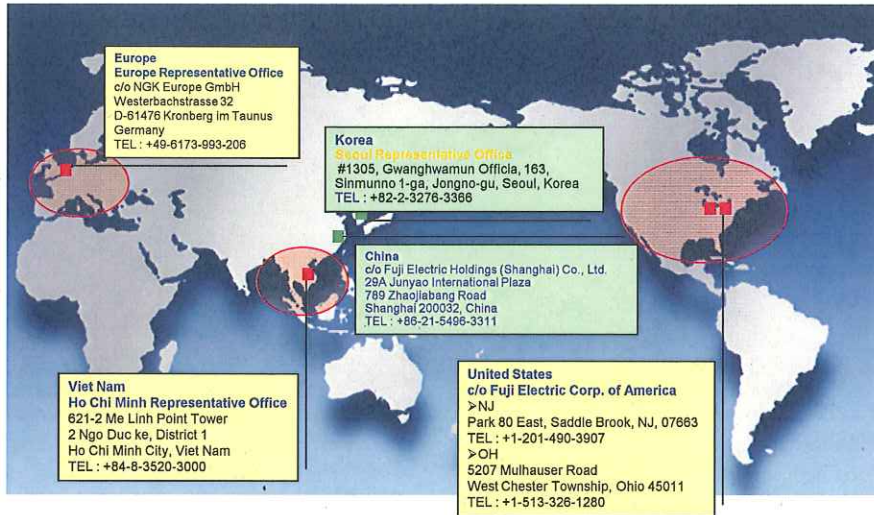 Europe
Europe Representative Office
c/o NGK Europe GmbH
Westerbachstrasse 32
D-61476 Kronberg im Taunus
Germany
TEL : +49-6173-993-206
Korea
Seoul Representative Office
#1305, Gwanghwamun Officia, 163,
Sinmunno 1-ga, Jongno-gu, Seoul, Korea
TEL : +82-2-3276-3366
China
c/o Fuji Electric Holdings (Shanghai) Co., Ltd.
29A Junyao International Plaza
789 Zhaojiabang Road
Shanghai 200032, China
TEL : +86-21-5496-3311
Viet Nam
Ho Chi Minh Representative Office
621-2 Me Linh Point Tower
2 Ngo Duc ke, District 1
Ho Chi Minh City, Viet Nam
TEL : +84-8-3520-3000
United States
c/o Fuji Electric Corp. of America
➢NJ
Park 80 East, Saddle Brook, NJ, 07663
TEL : +1-201-490-3907
➢OH
5207 Mulhauser Road
West Chester Township, Ohio 45011
TEL : +1-513-326-1280